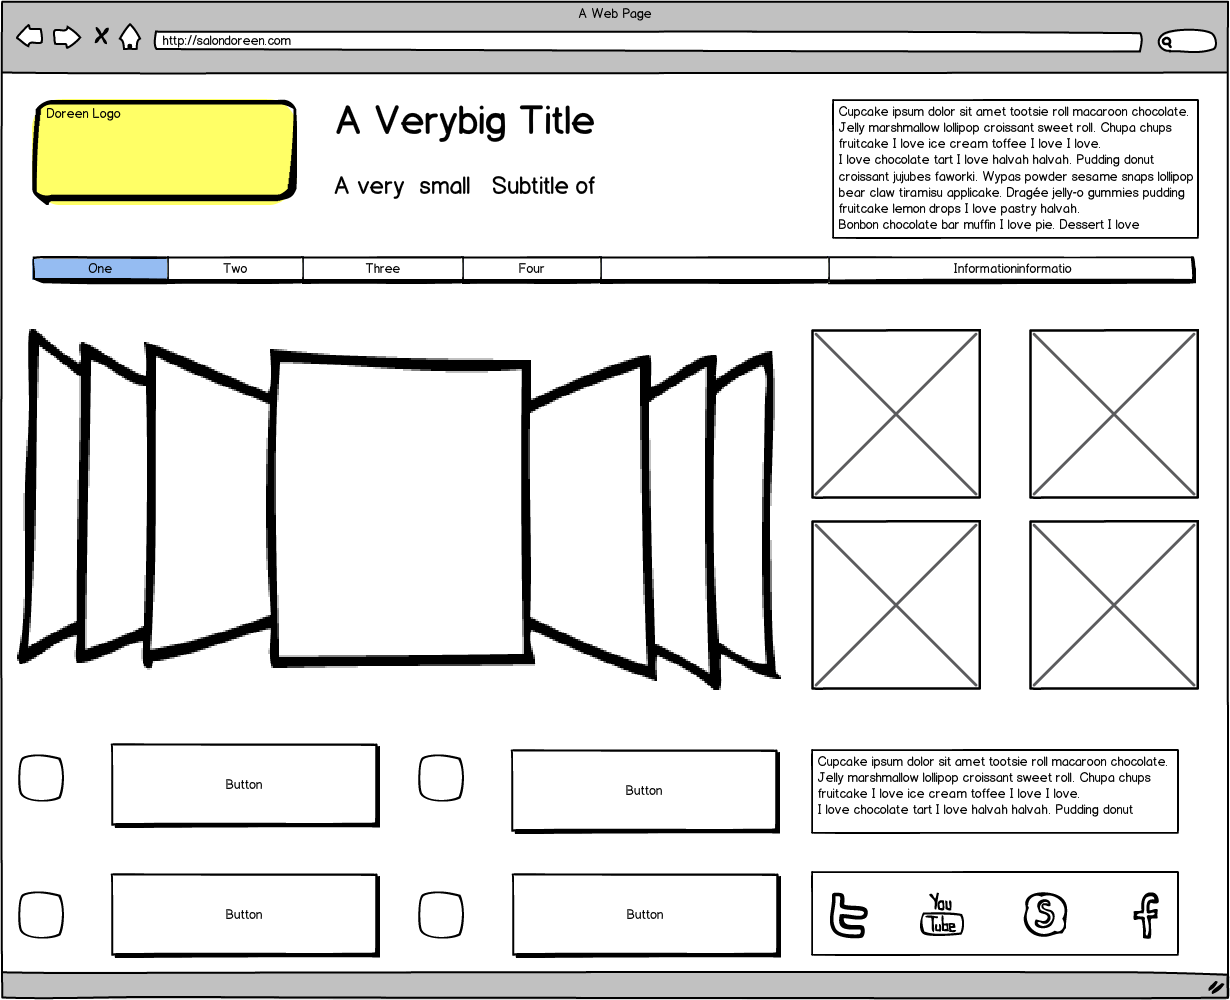 A Web Page
http://salondoreen.com
Doreen Logo
A Verybig Title
A very small Subtitle of
Cupcake ipsum dolor sit amet tootsie roll macaroon chocolate.
Jelly marshmallow lollipop croissant sweet roll. Chupa chups
fruitcake I love ice cream toffee I love I love.
I love chocolate tart I love halvah halvah. Pudding donut
croissant jujubes faworki. Wypas powder sesame snaps lollipop
bear claw tiramisu applicake. Dragée jelly-o gummies pudding
fruitcake lemon drops I love pastry halvah.
Bonbon chocolate bar muffin I love pie. Dessert I love
One Two Three Four Informationinformatio
Button
Button
Cupcake ipsum dolor sit amet tootsie roll macaroon chocolate.
Jelly marshmallow lollipop croissant sweet roll. Chupa chups
fruitcake I love ice cream toffee I love I love.
I love chocolate tart I love halvah halvah. Pudding donut
Button
Button
You
Tube